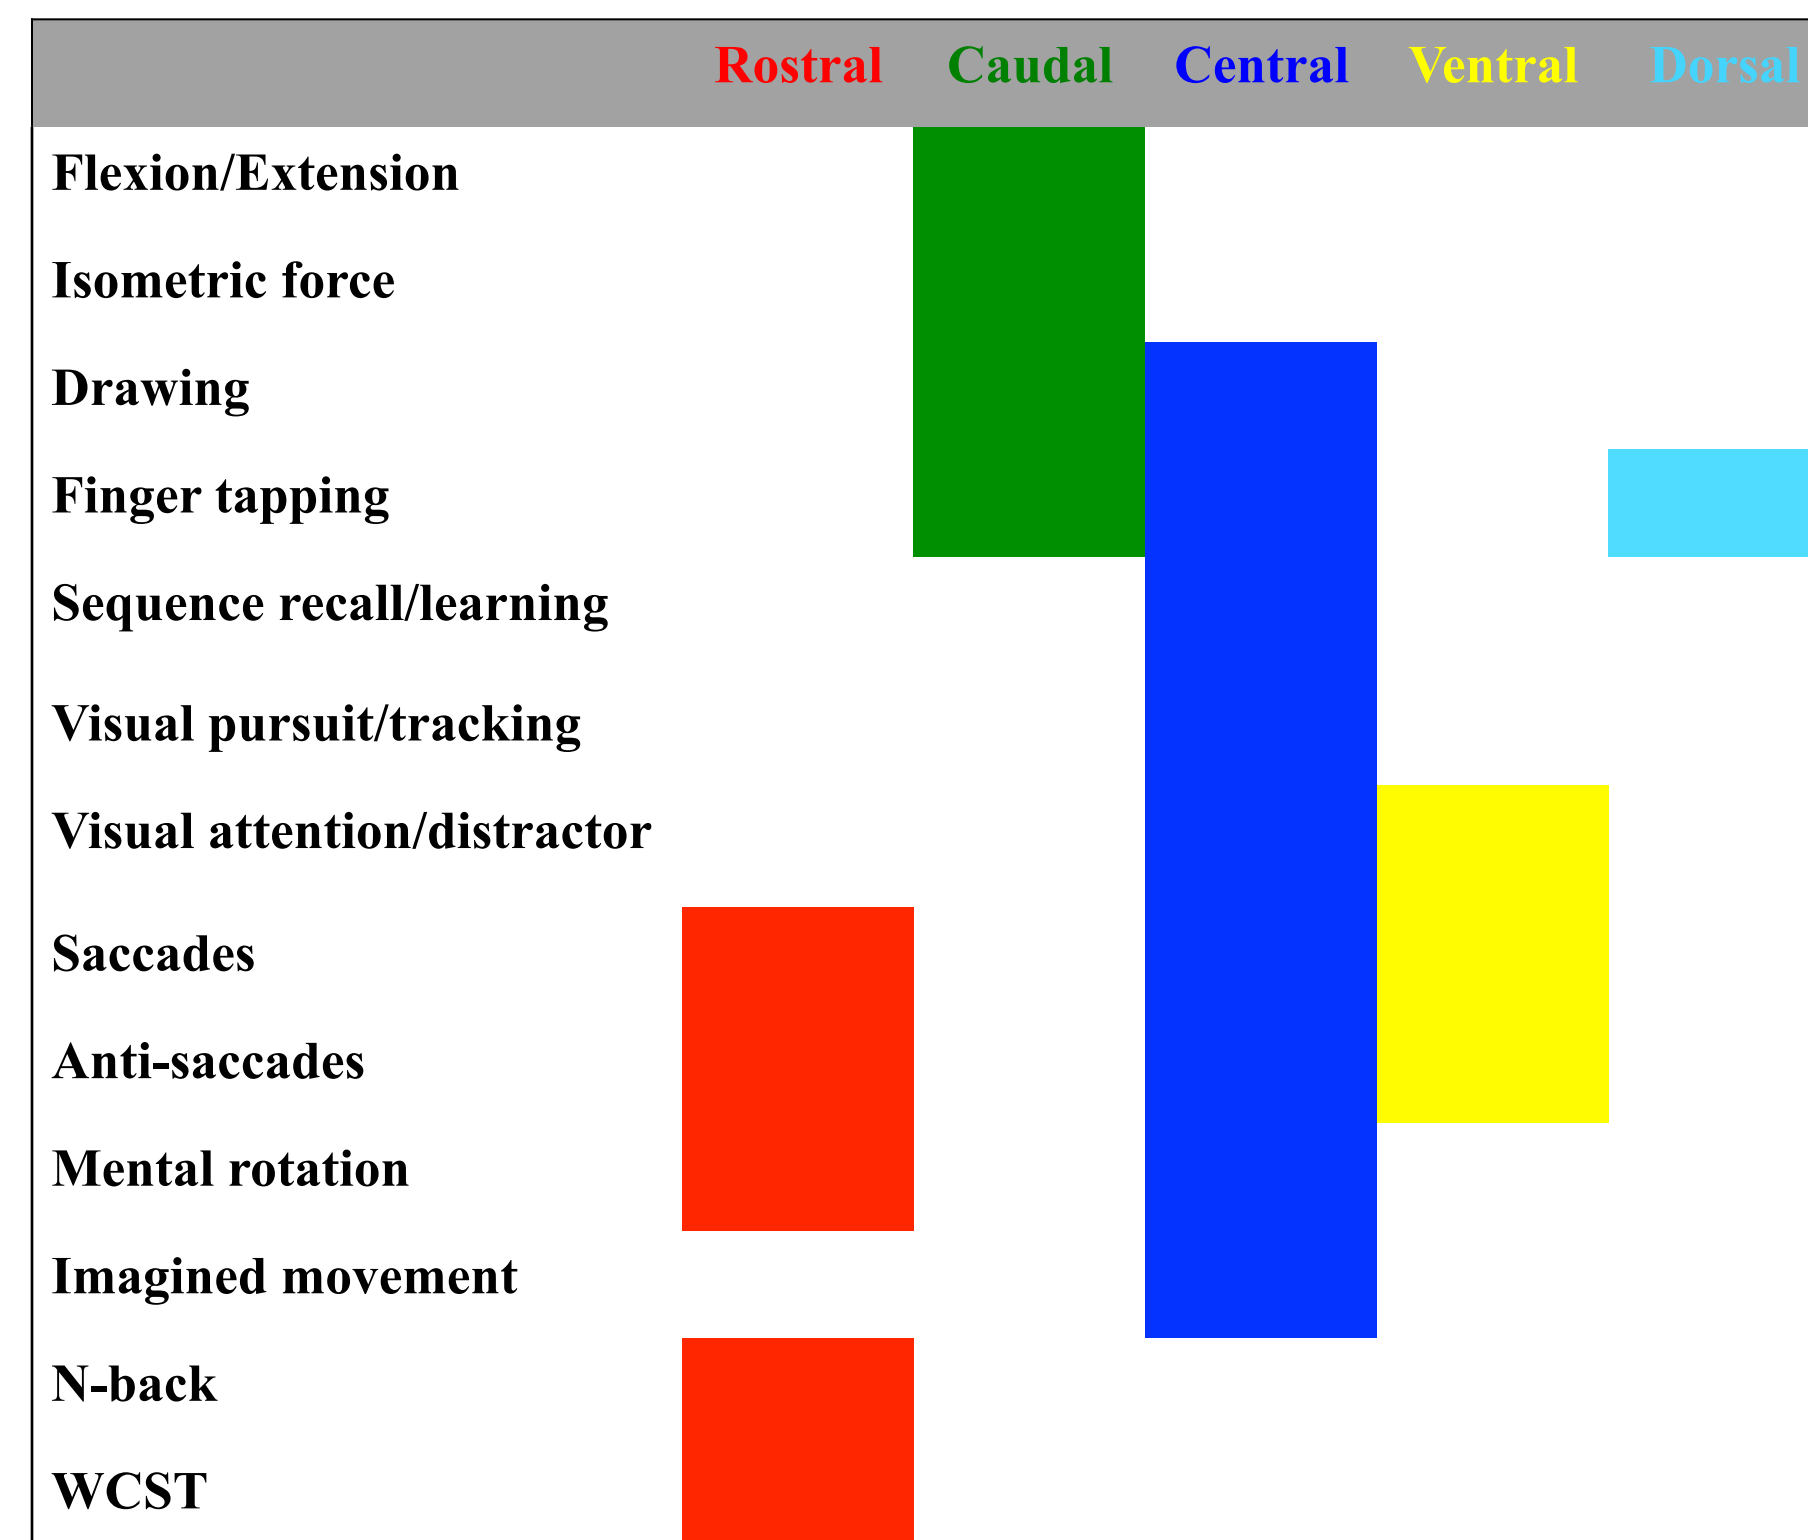 Rostral Caudal Central Ventral Dorsal
Flexion/Extension
Isometric force
Drawing
Finger tapping
Sequence recall/learning
Visual pursuit/tracking
Visual attention/distractor
Saccades
Anti-saccades
Mental rotation
Imagined movement
N-back
WCST